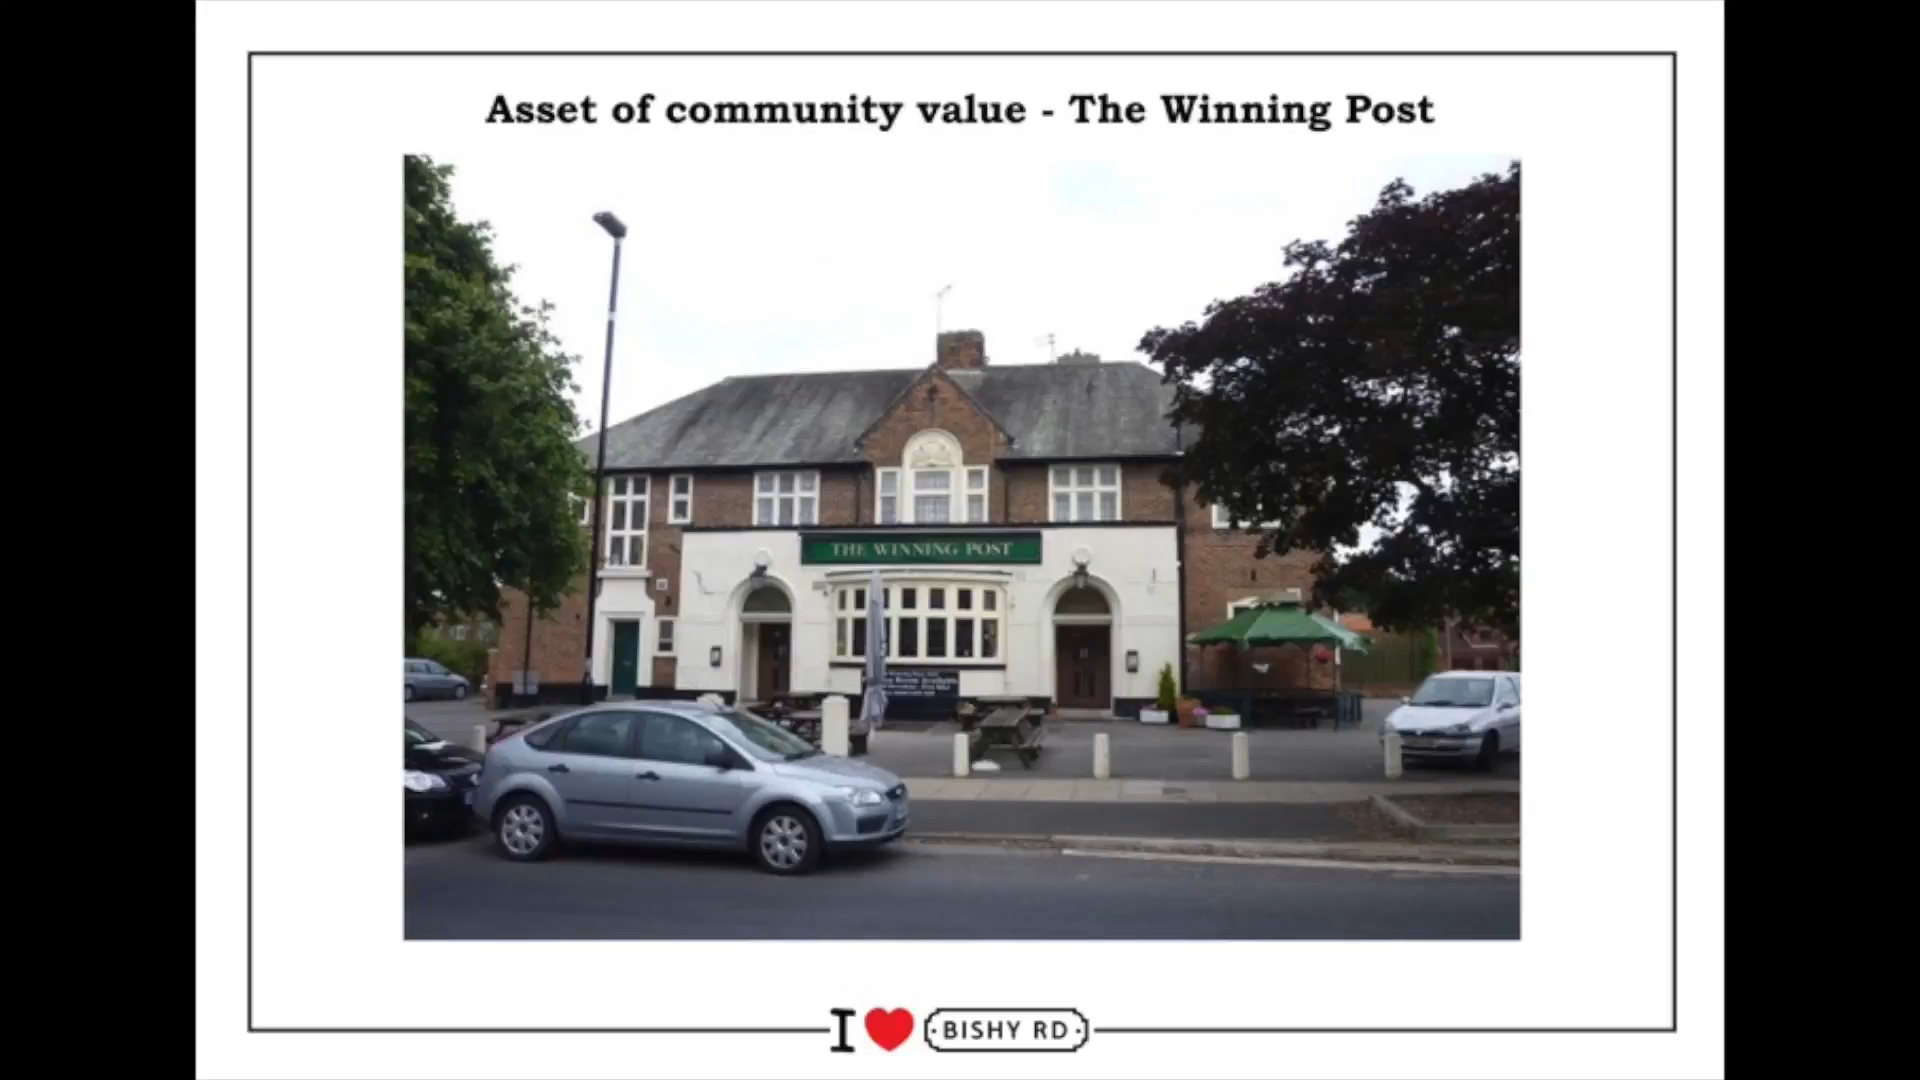 Asset of community value - The Winning Post
THE WINNING POST
I ❤ BISHY RD